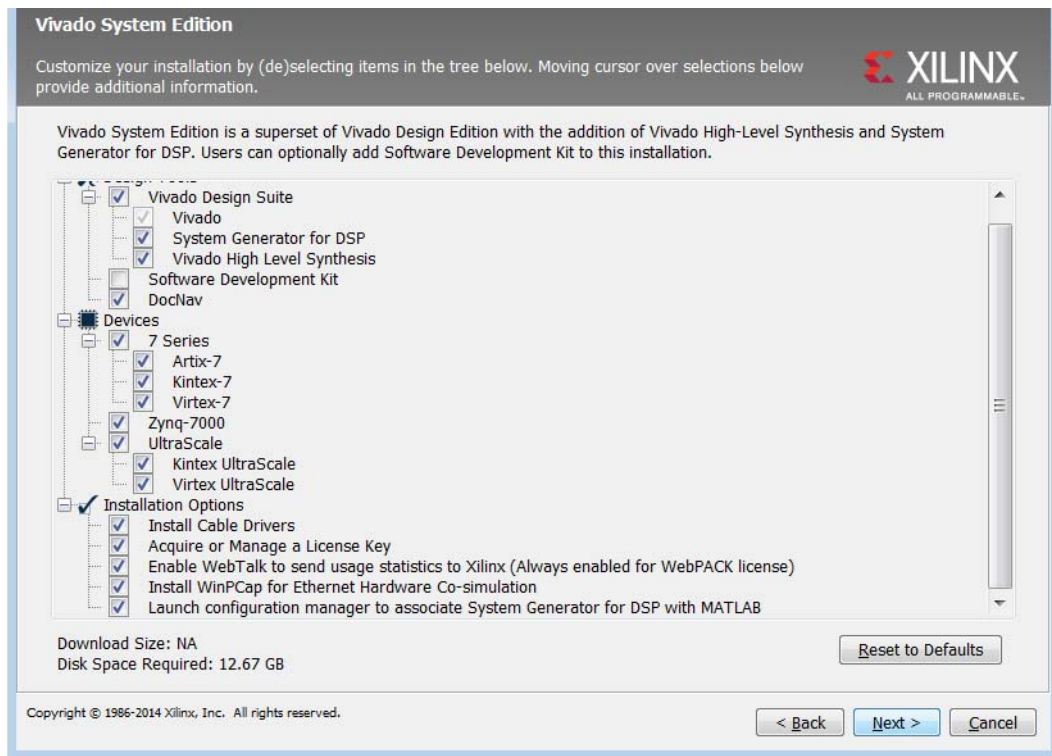 Vivado System Edition
Customize your installation by (de)selecting items in the tree below. Moving cursor over selections below
provide additional information.
XILINX
ALL PROGRAMMABLE™
Vivado System Edition is a superset of Vivado Design Edition with the addition of Vivado High-Level Synthesis and System
Generator for DSP. Users can optionally add Software Development Kit to this installation.
Design Tools
Vivado Design Suite
Vivado
System Generator for DSP
Vivado High Level Synthesis
Software Development Kit
DocNav
Devices
7 Series
Artix-7
Kintex-7
Virtex-7
Zynq-7000
UltraScale
Kintex UltraScale
Virtex UltraScale
Installation Options
Install Cable Drivers
Acquire or Manage a License Key
Enable WebTalk to send usage statistics to Xilinx (Always enabled for WebPACK license)
Install WinPCap for Ethernet Hardware Co-simulation
Launch configuration manager to associate System Generator for DSP with MATLAB
Download Size: NA
Disk Space Required: 12.67 GB
Reset to Defaults
Copyright © 1986-2014 Xilinx, Inc. All rights reserved.
< Back
Next >
Cancel